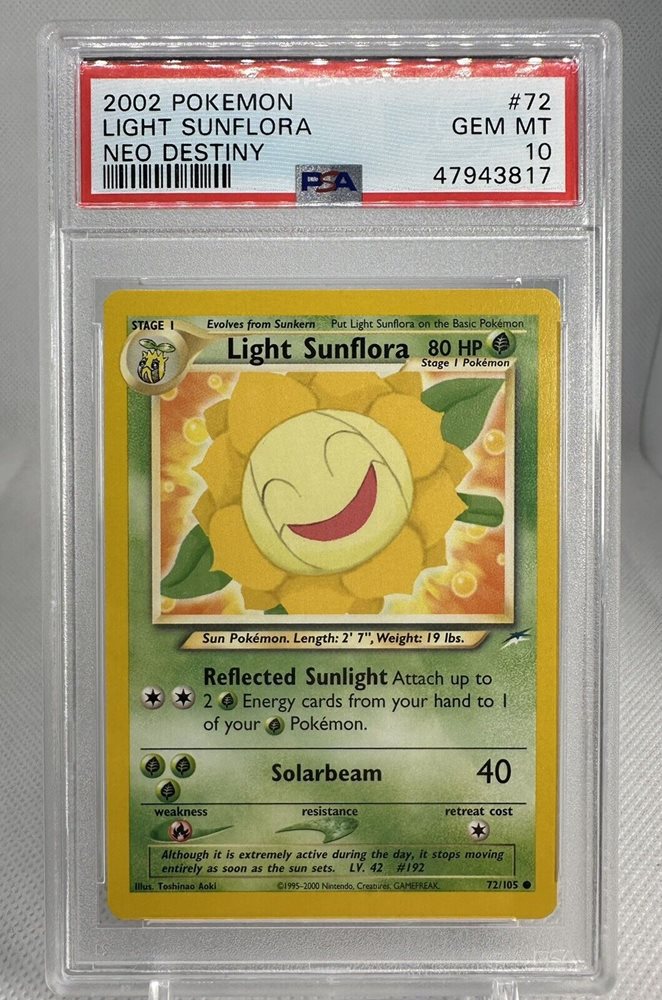 2002 POKEMON #72
LIGHT SUNFLORA GEM MT
NEO DESTINY 10
PSA 47943817
STAGE 1 Evolves from Sunkern Put Light Sunflora on the Basic Pokémon
Light Sunflora 80 HP
Stage 1 Pokémon
Sun Pokémon. Length: 2' 7", Weight: 19 lbs.
Reflected Sunlight Attach up to
2 Energy cards from your hand to 1
of your Pokémon.
Solarbeam 40
weakness resistance retreat cost
Although it is extremely active during the day, it stops moving
entirely as soon as the sun sets. LV. 42 #192
Illus. Toshinao Aoki ©1995-2000 Nintendo, Creatures, GAMEFREAK. 72/105
PSA